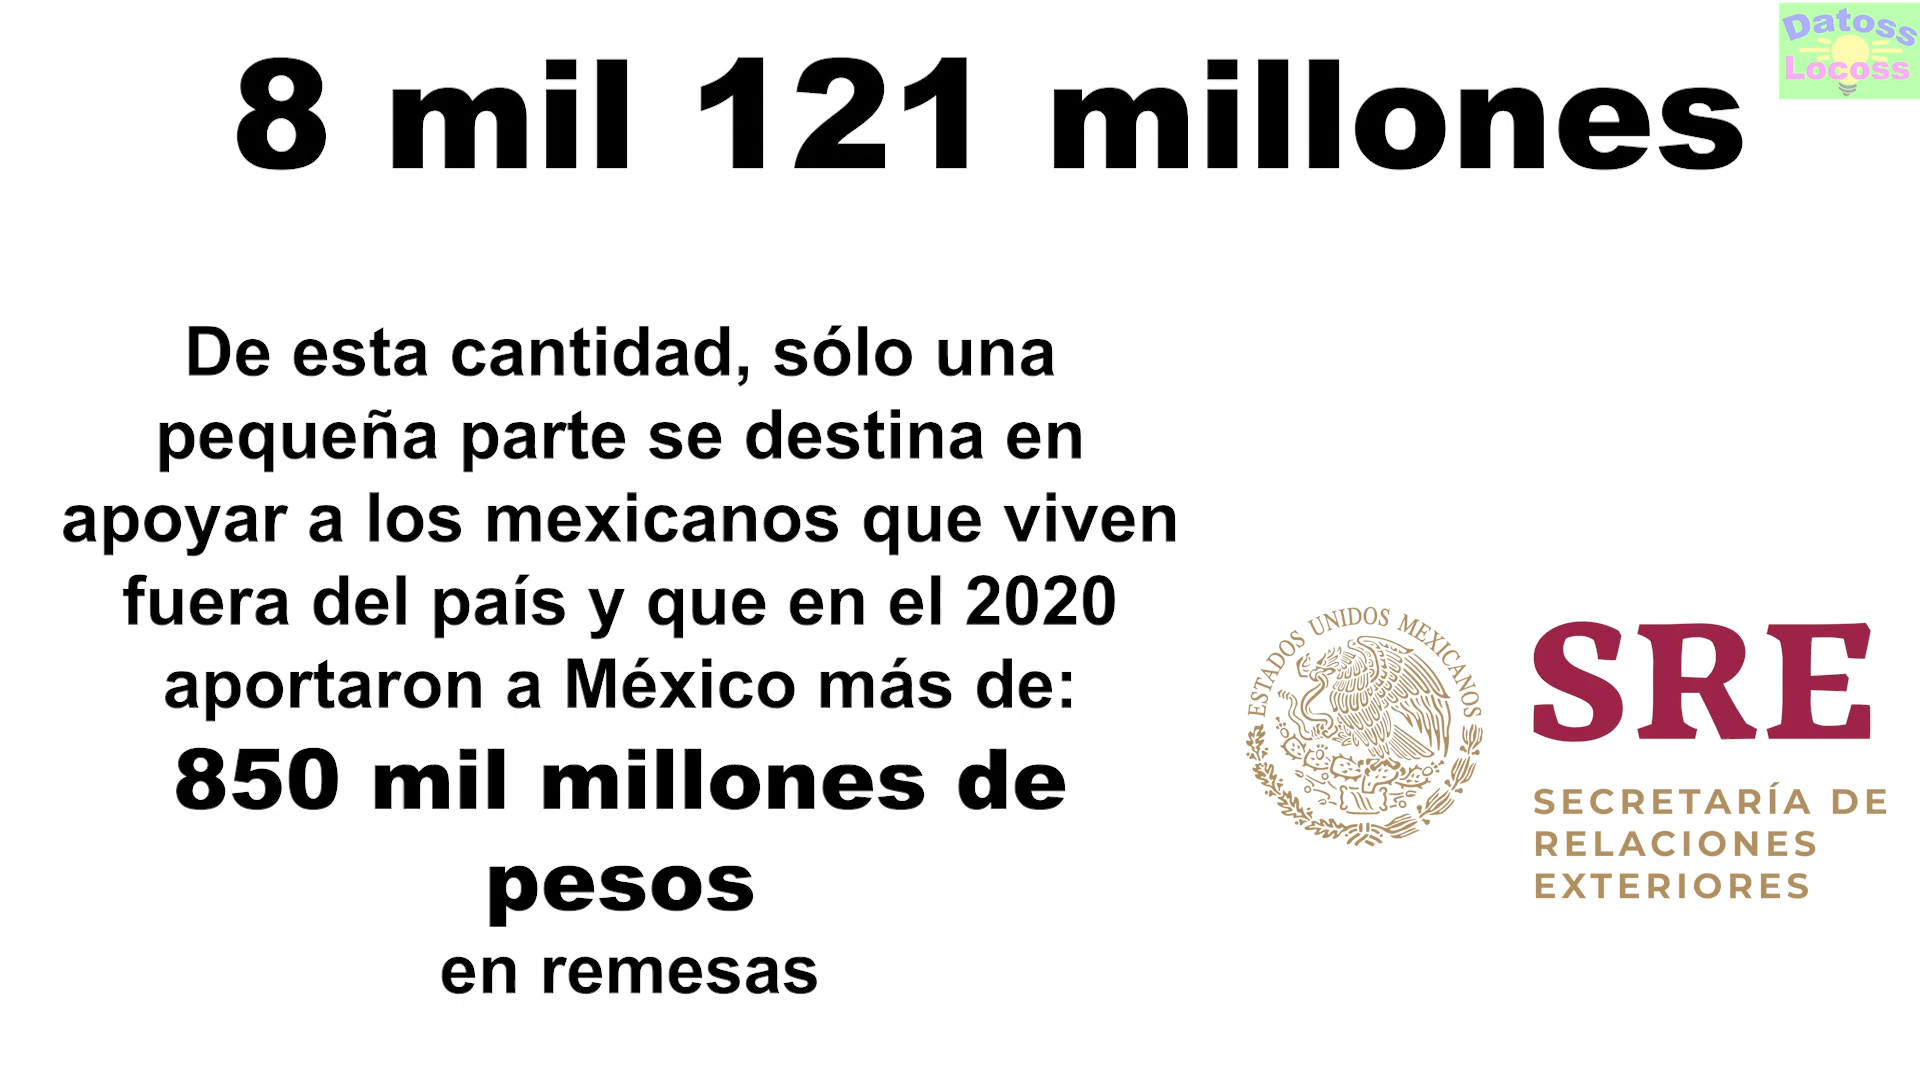 8 mil 121 millones
Datoss
Locoss
De esta cantidad, sólo una
pequeña parte se destina en
apoyar a los mexicanos que viven
fuera del país y que en el 2020
aportaron a México más de:
850 mil millones de
pesos
en remesas
ESTADOS UNIDOS MEXICANOS
SRE
SECRETARÍA DE
RELACIONES
EXTERIORES